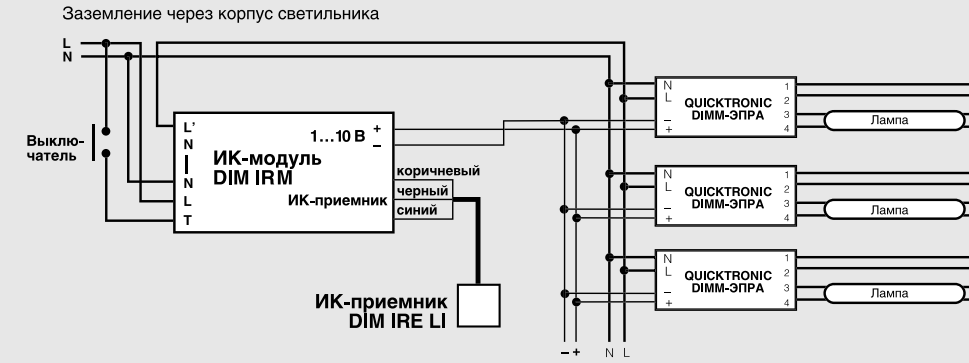 Заземление через корпус светильника
L
N
Выклю-
чатель
L'
N
N
L
T
1...10 В + –
ИК-модуль
DIM IRM
ИК-приемник
коричневый
черный
синий
ИК-приемник
DIM IRE LI
N
L
–
+
QUICKTRONIC
DIMM-ЭПРА
1
2
3
4
Лампа
N
L
–
+
QUICKTRONIC
DIMM-ЭПРА
1
2
3
4
Лампа
N
L
–
+
QUICKTRONIC
DIMM-ЭПРА
1
2
3
4
Лампа
– + N L